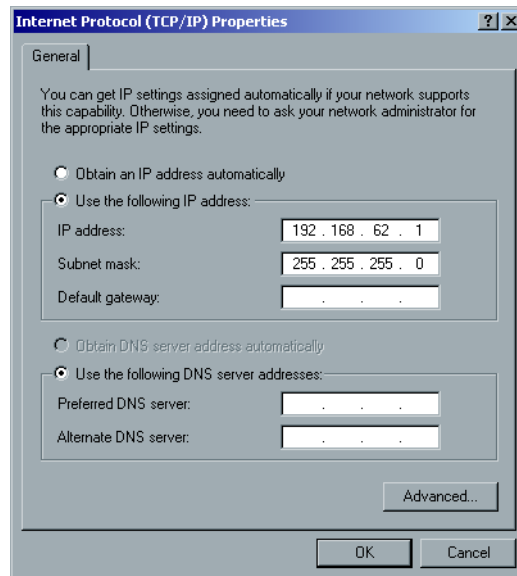 Internet Protocol (TCP/IP) Properties
General
You can get IP settings assigned automatically if your network supports
this capability. Otherwise, you need to ask your network administrator for
the appropriate IP settings.
Obtain an IP address automatically
Use the following IP address:
IP address: 192 . 168 . 62 . 1
Subnet mask: 255 . 255 . 255 . 0
Default gateway: . . .
Obtain DNS server address automatically
Use the following DNS server addresses:
Preferred DNS server: . . .
Alternate DNS server: . . .
Advanced...
OK Cancel